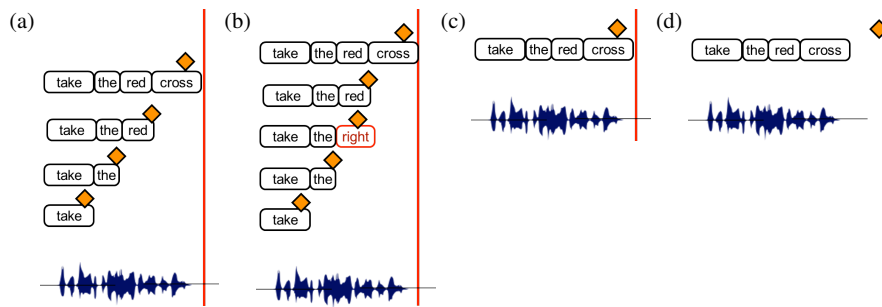 (a)
take the red cross
take the red
take the
take
(b)
take the red cross
take the red
take the right
take the
take
(c)
take the red cross
(d)
take the red cross